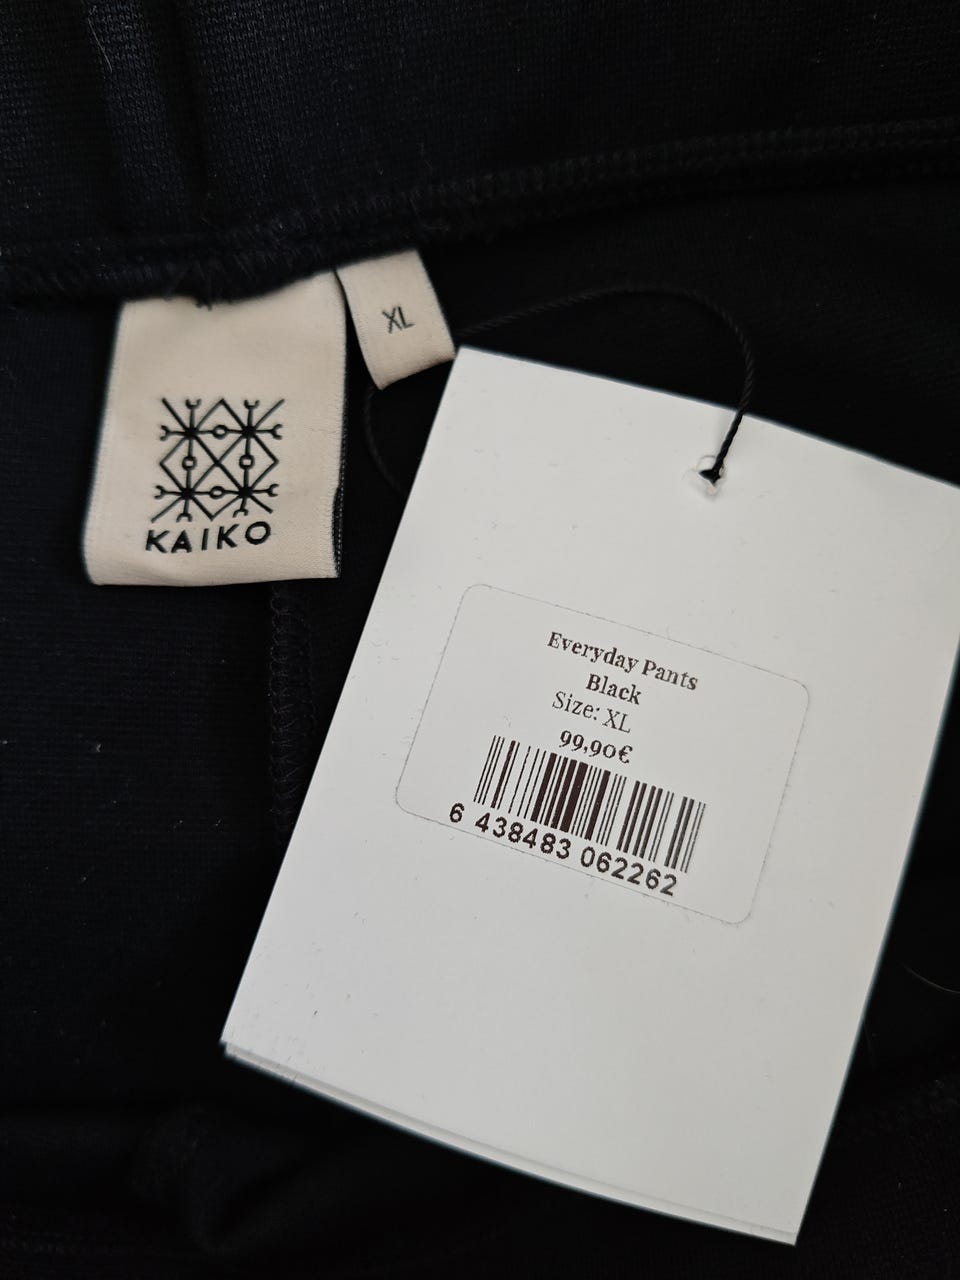 XL
KAIKO
Everyday Pants
Black
Size: XL
99,90€
6 438483 062262